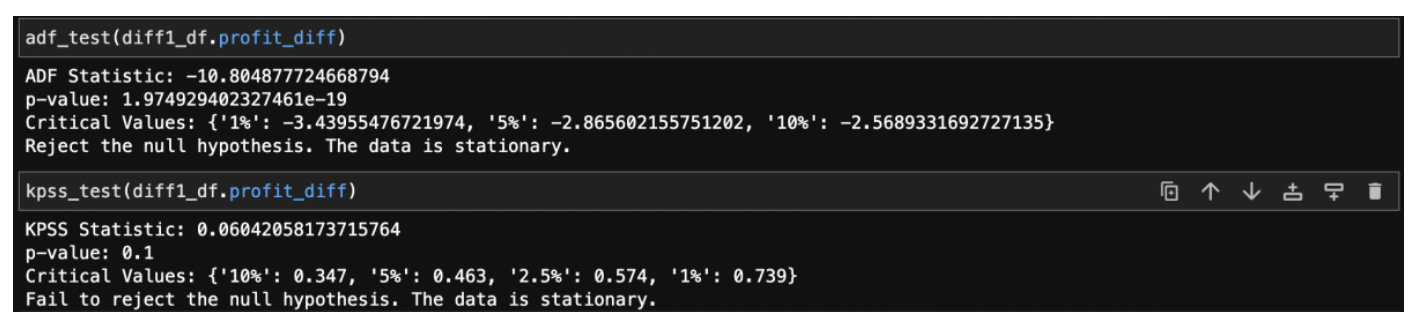 adf_test(diff1_df.profit_diff)
ADF Statistic: -10.804877724668794
p-value: 1.974929402327461e-19
Critical Values: {'1%': -3.43955476721974, '5%': -2.865602155751202, '10%': -2.5689331692727135}
Reject the null hypothesis. The data is stationary.
kpss_test(diff1_df.profit_diff)
KPSS Statistic: 0.06042058173715764
p-value: 0.1
Critical Values: {'10%': 0.347, '5%': 0.463, '2.5%': 0.574, '1%': 0.739}
Fail to reject the null hypothesis. The data is stationary.